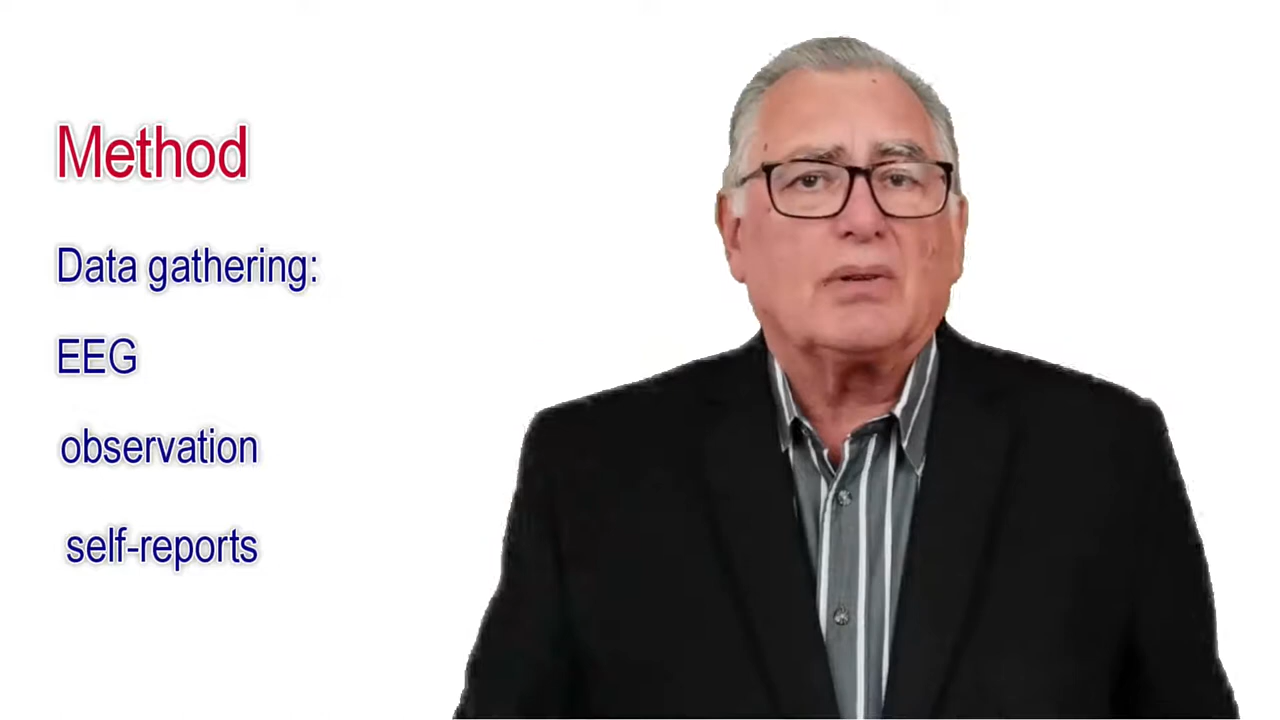 Method
Data gathering:
EEG
observation
self-reports